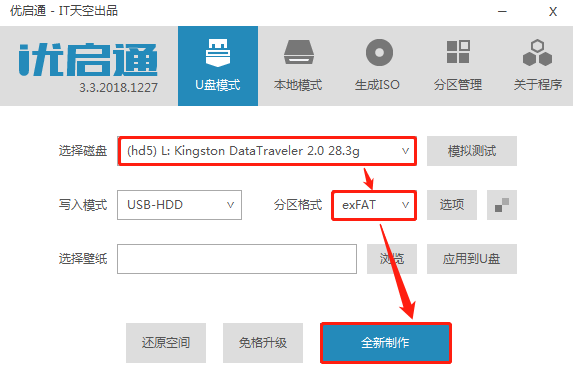 优启通 - IT天空出品
优启通
3.3.2018.1227
U盘模式
本地模式
生成ISO
分区管理
关于程序
选择磁盘
(hd5) L: Kingston DataTraveler 2.0 28.3g
模拟测试
写入模式
USB-HDD
分区格式
exFAT
选项
选择壁纸
浏览
应用到U盘
还原空间
免格升级
全新制作